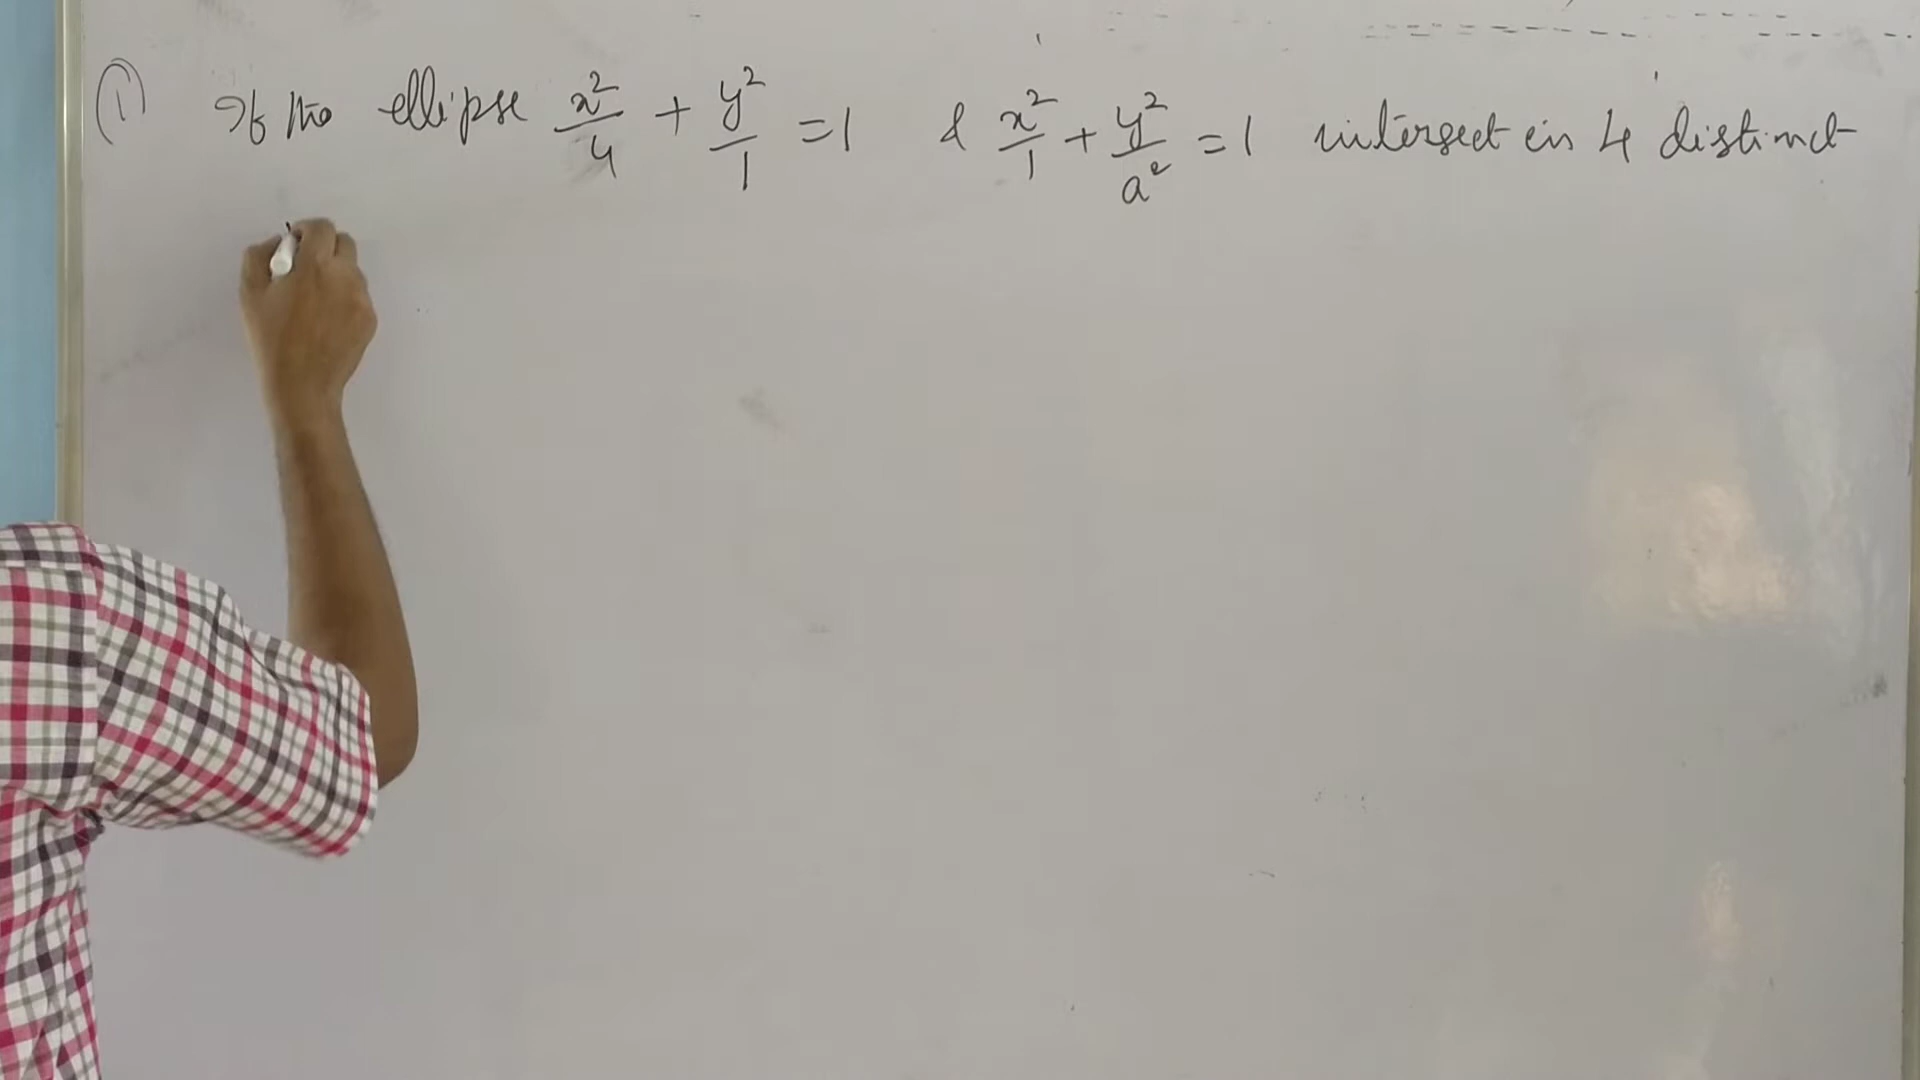 (1) If the ellipse x²/4 + y²/1 = 1 & x²/1 + y²/a² = 1 intersect in 4 distinct